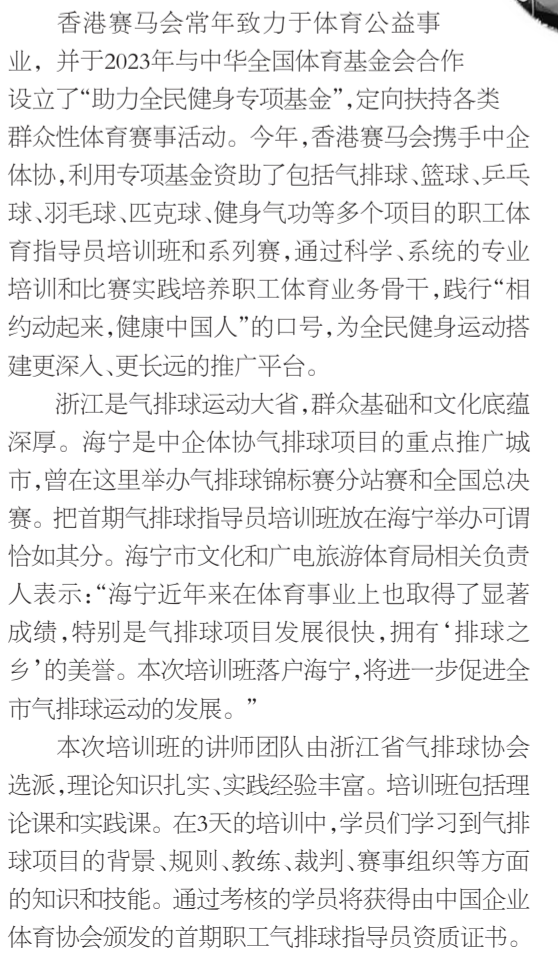 香港赛马会常年致力于体育公益事
业，并于2023年与中华全国体育基金会合作
设立了“助力全民健身专项基金”,定向扶持各类
群众性体育赛事活动。今年,香港赛马会携手中企
体协,利用专项基金资助了包括气排球、篮球、乒乓
球、羽毛球、匹克球、健身气功等多个项目的职工体
育指导员培训班和系列赛,通过科学、系统的专业
培训和比赛实践培养职工体育业务骨干,践行“相
约动起来,健康中国人”的口号,为全民健身运动搭
建更深入、更长远的推广平台。
浙江是气排球运动大省,群众基础和文化底蕴
深厚。海宁是中企体协气排球项目的重点推广城
市,曾在这里举办气排球锦标赛分站赛和全国总决
赛。把首期气排球指导员培训班放在海宁举办可谓
恰如其分。海宁市文化和广电旅游体育局相关负责
人表示:“海宁近年来在体育事业上也取得了显著
成绩,特别是气排球项目发展很快,拥有‘排球之
乡’的美誉。本次培训班落户海宁,将进一步促进全
市气排球运动的发展。”
本次培训班的讲师团队由浙江省气排球协会
选派,理论知识扎实、实践经验丰富。培训班包括理
论课和实践课。在3天的培训中,学员们学习到气排
球项目的背景、规则、教练、裁判、赛事组织等方面
的知识和技能。通过考核的学员将获得由中国企业
体育协会颁发的首期职工气排球指导员资质证书。